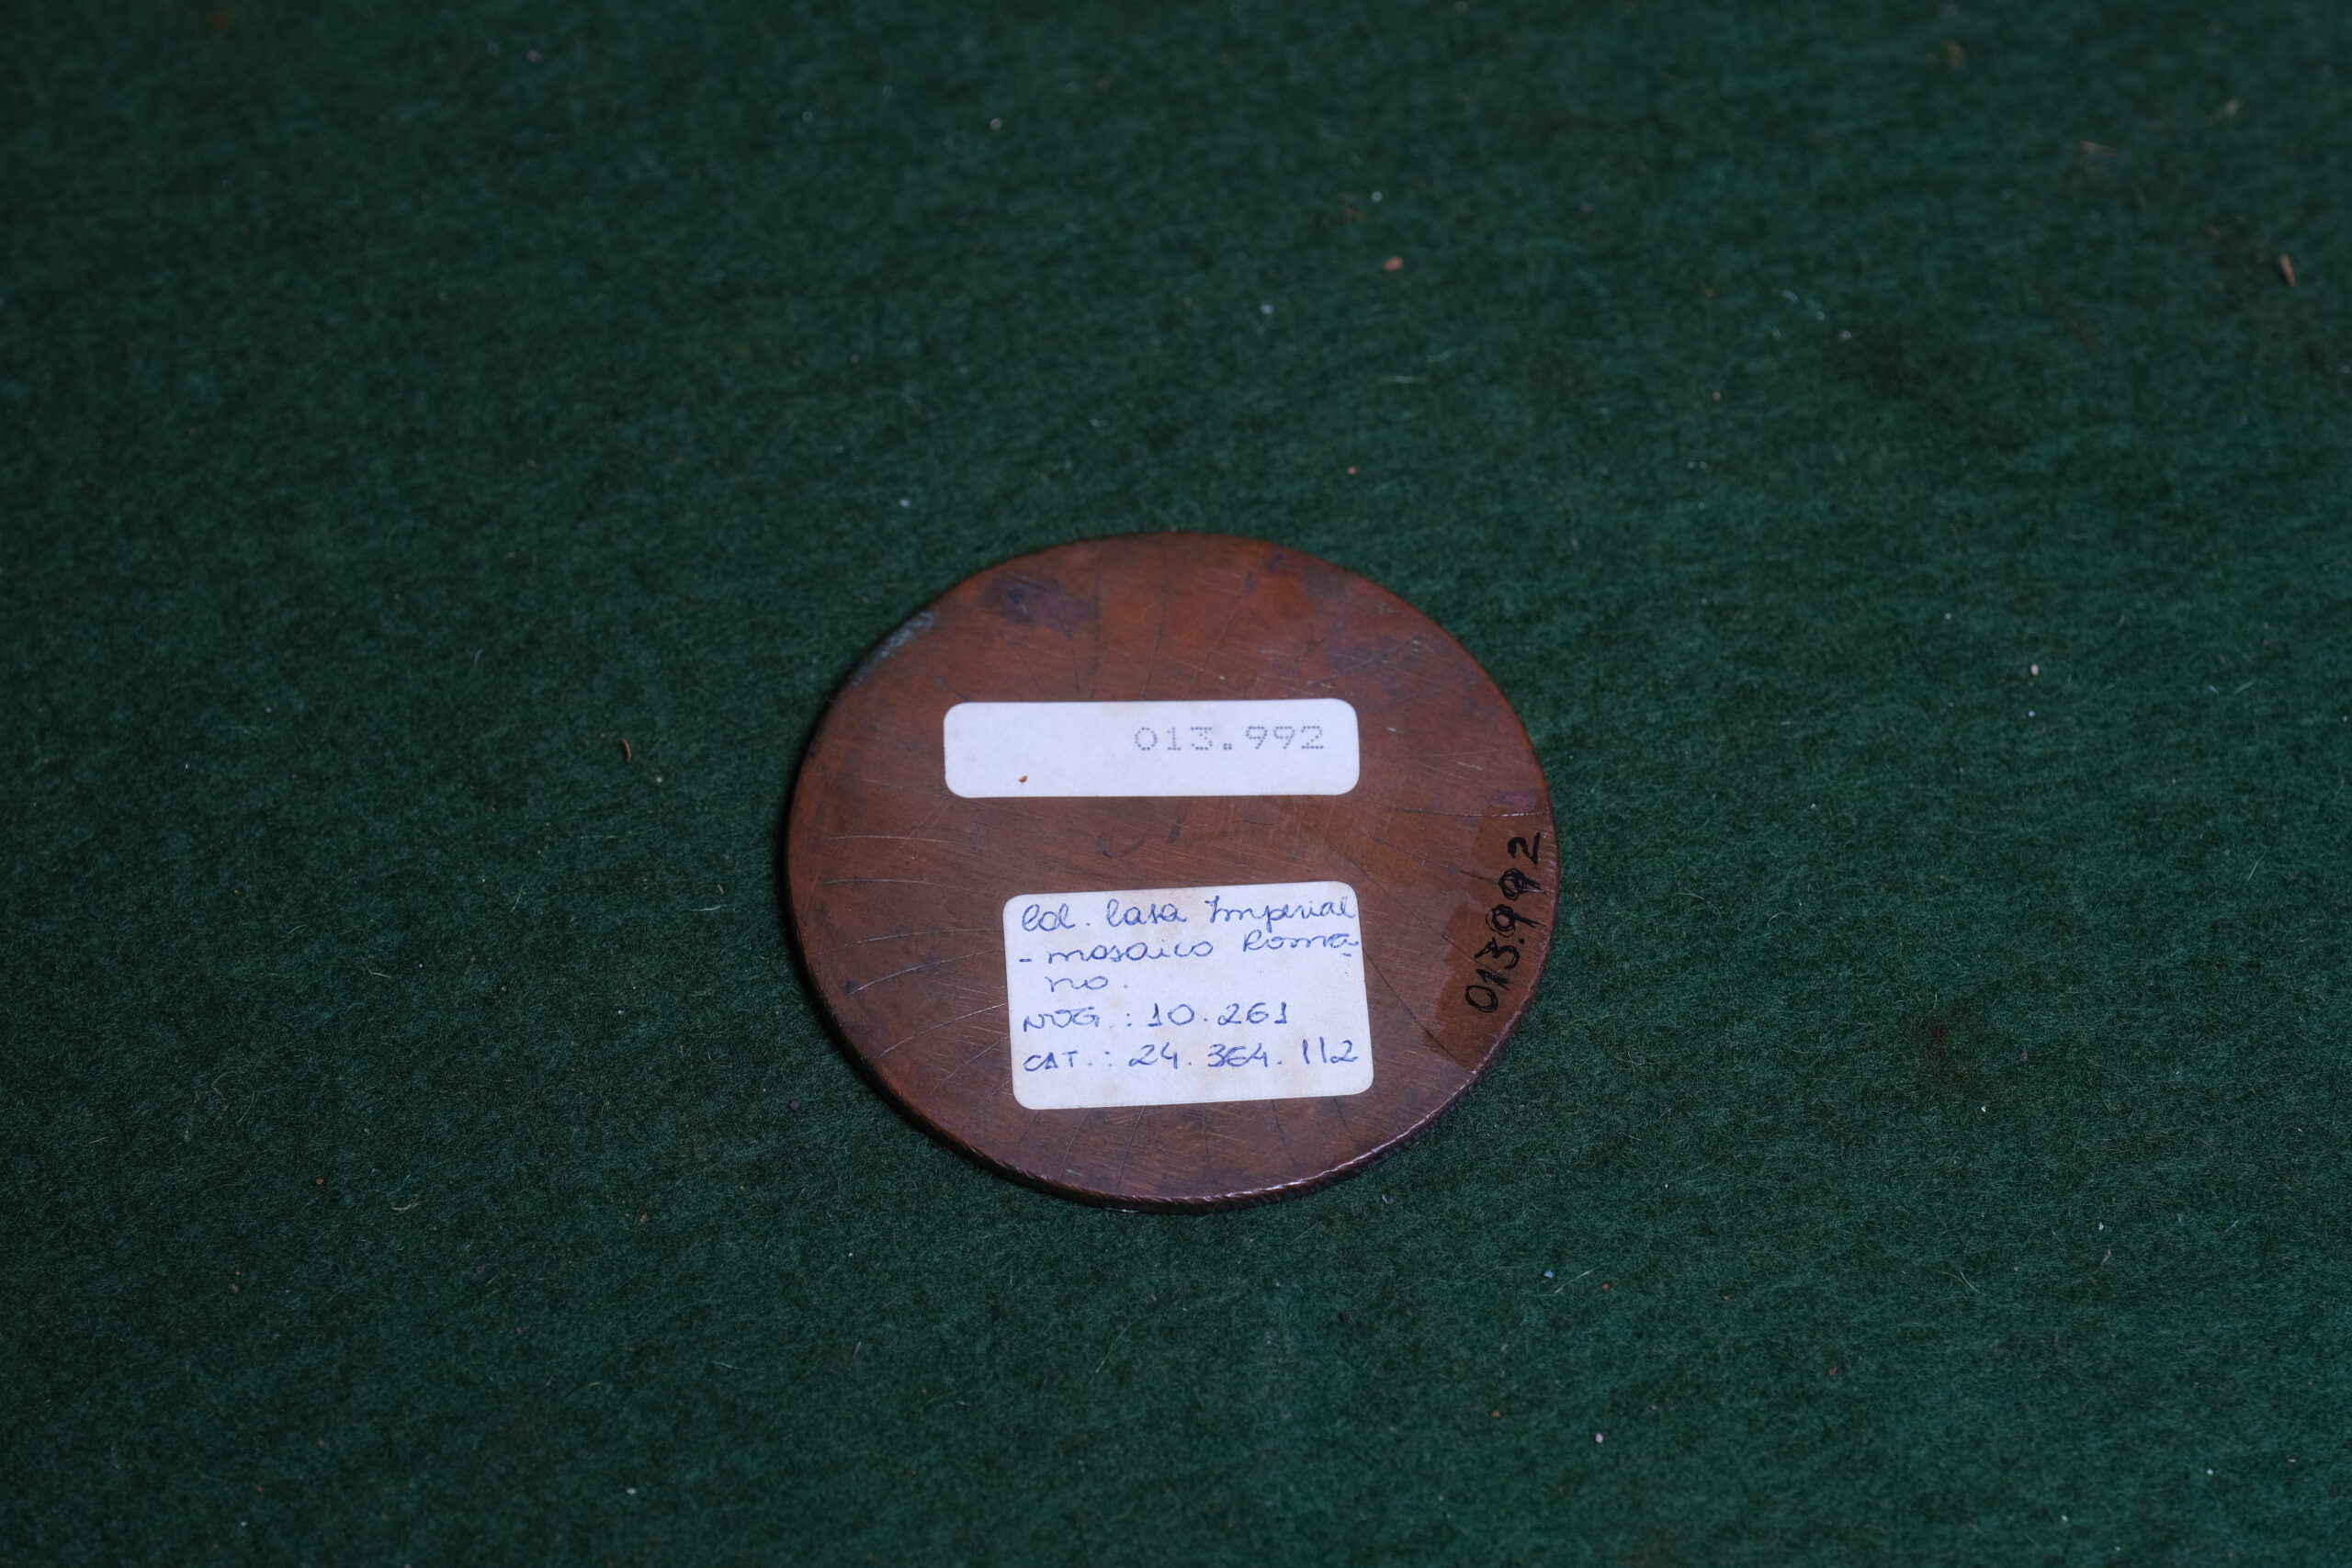 013.992
Col. Casa Imperial
- mosaico Roma-
no.
NOG.: 10.261
CAT.: 24.364.112
013.992